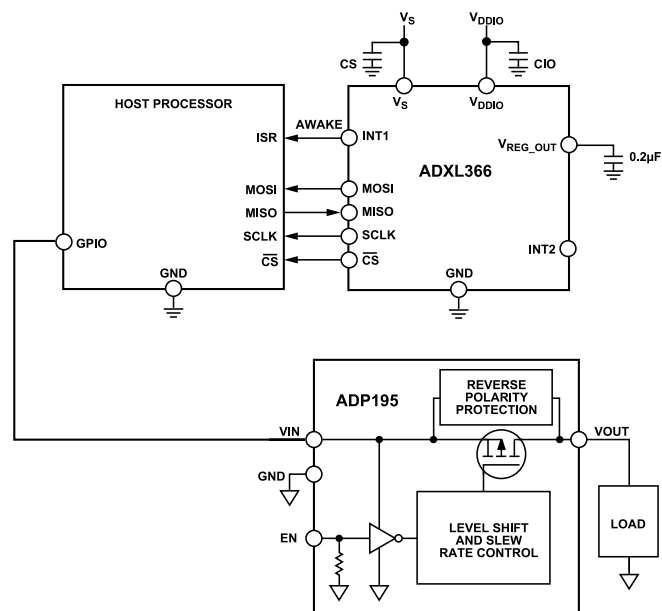 VS
VDDIO
CS
CIO
VS
VDDIO
HOST PROCESSOR
AWAKE
ISR
INT1
ADXL366
VREG_OUT
0.2µF
MOSI
MOSI
MISO
MISO
SCLK
SCLK
CS
CS
GPIO
INT2
GND
GND
REVERSE
POLARITY
PROTECTION
ADP195
VIN
VOUT
GND
EN
LEVEL SHIFT
AND SLEW
RATE CONTROL
LOAD